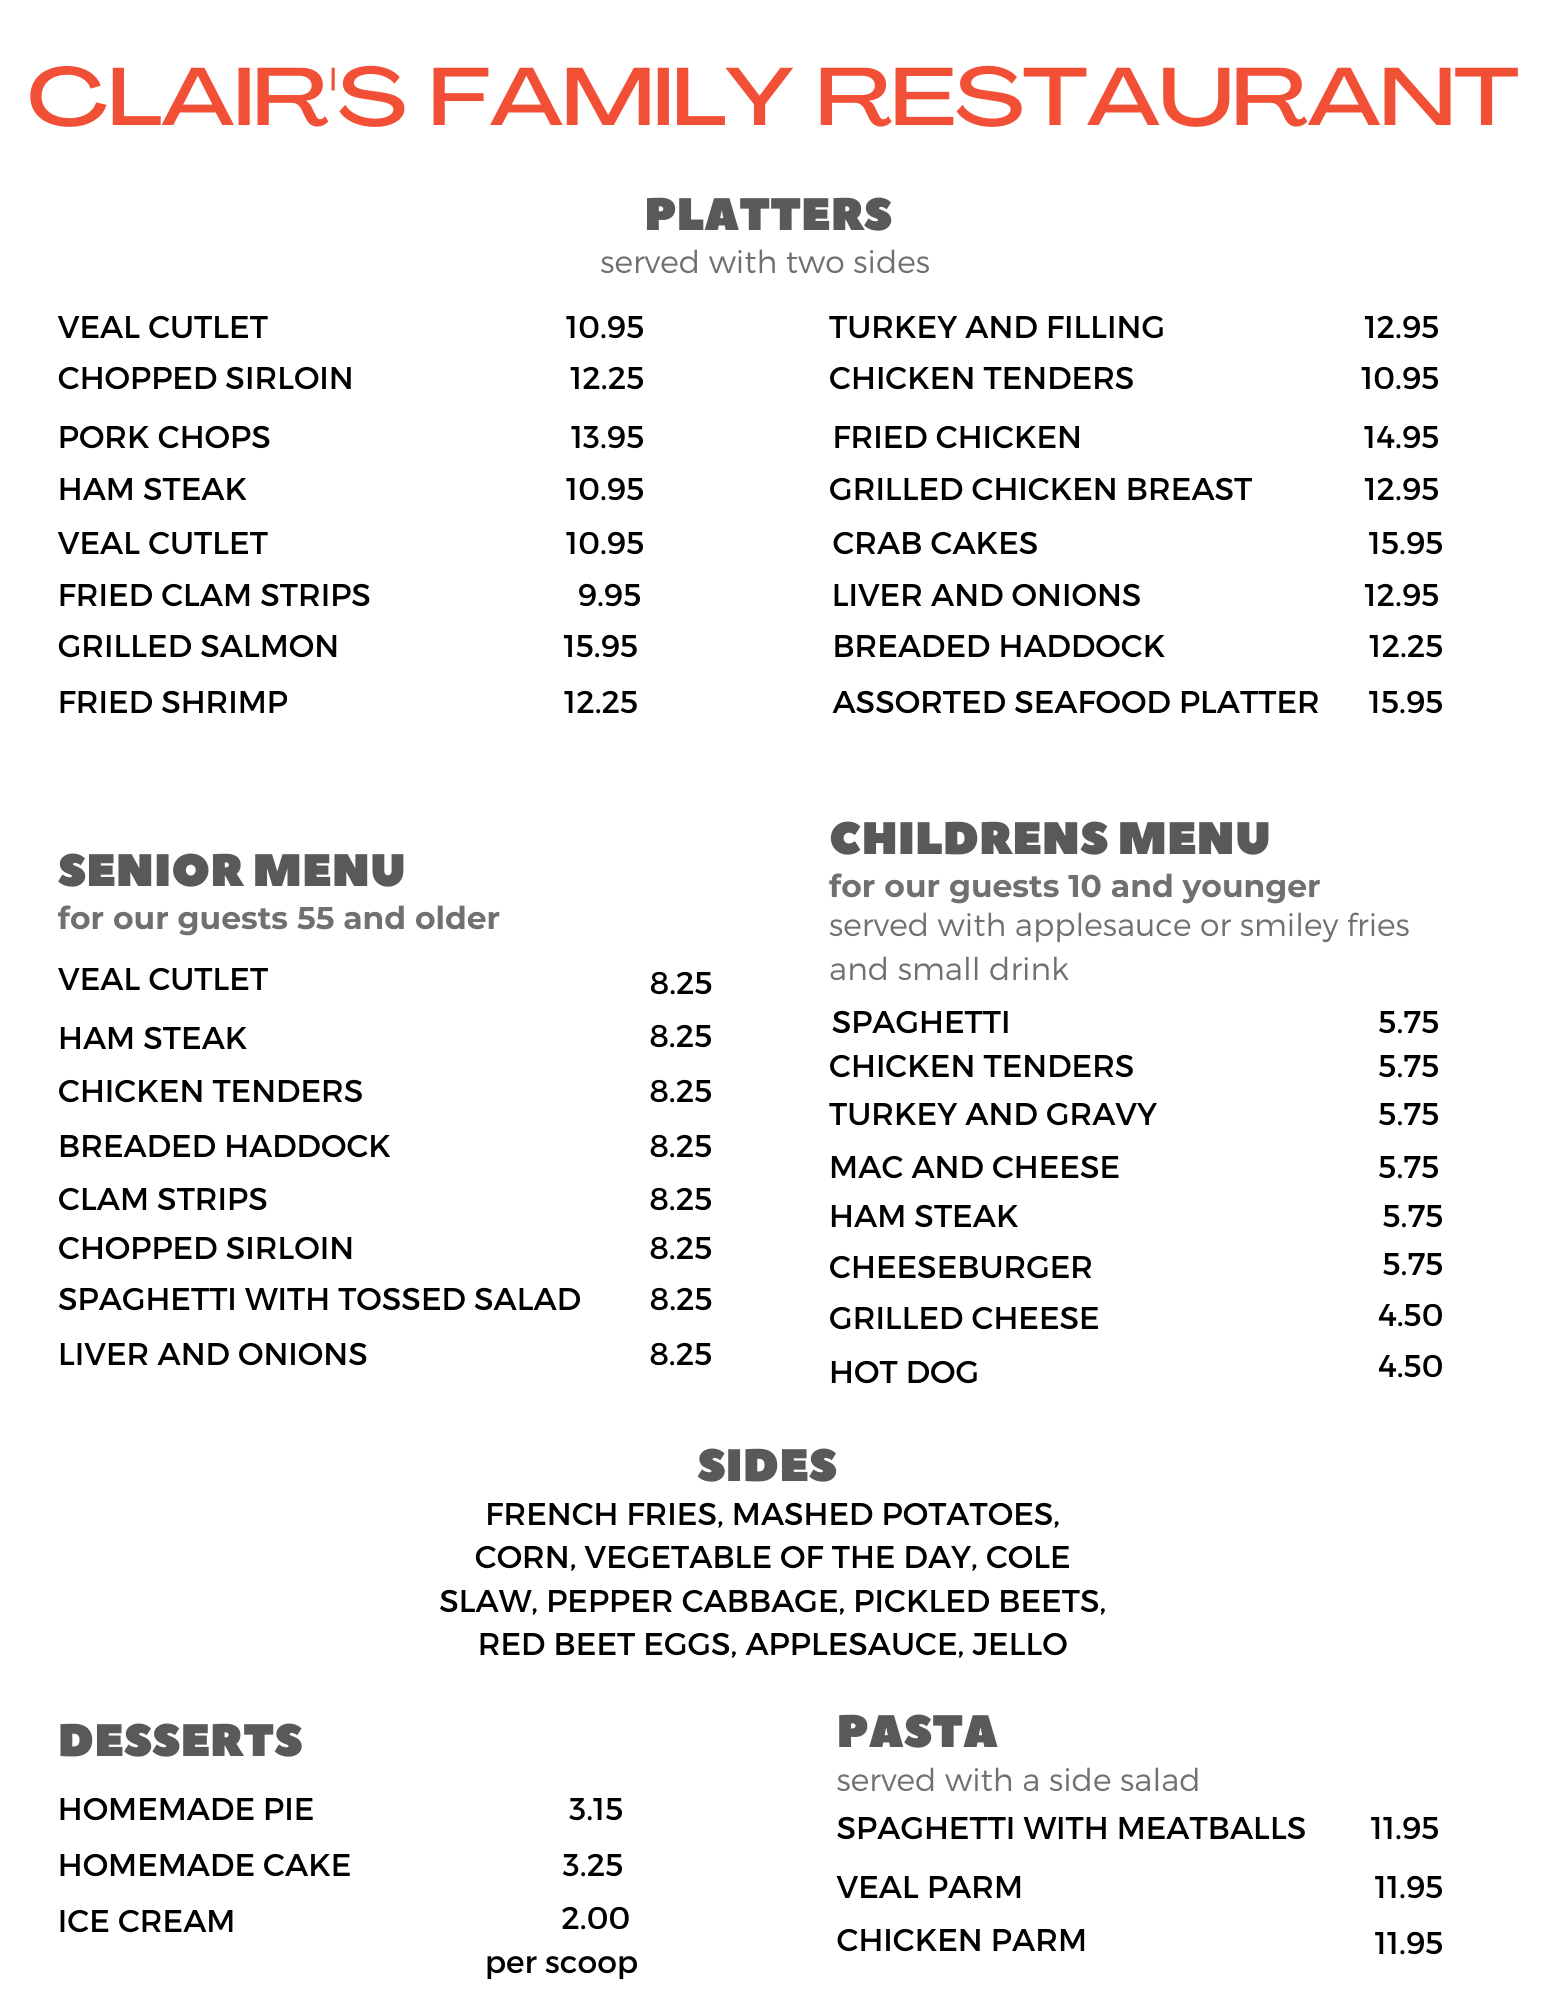 CLAIR'S FAMILY RESTAURANT
PLATTERS
served with two sides
VEAL CUTLET 10.95
CHOPPED SIRLOIN 12.25
PORK CHOPS 13.95
HAM STEAK 10.95
VEAL CUTLET 10.95
FRIED CLAM STRIPS 9.95
GRILLED SALMON 15.95
FRIED SHRIMP 12.25
TURKEY AND FILLING 12.95
CHICKEN TENDERS 10.95
FRIED CHICKEN 14.95
GRILLED CHICKEN BREAST 12.95
CRAB CAKES 15.95
LIVER AND ONIONS 12.95
BREADED HADDOCK 12.25
ASSORTED SEAFOOD PLATTER 15.95
SENIOR MENU
for our guests 55 and older
VEAL CUTLET 8.25
HAM STEAK 8.25
CHICKEN TENDERS 8.25
BREADED HADDOCK 8.25
CLAM STRIPS 8.25
CHOPPED SIRLOIN 8.25
SPAGHETTI WITH TOSSED SALAD 8.25
LIVER AND ONIONS 8.25
CHILDRENS MENU
for our guests 10 and younger
served with applesauce or smiley fries
and small drink
SPAGHETTI 5.75
CHICKEN TENDERS 5.75
TURKEY AND GRAVY 5.75
MAC AND CHEESE 5.75
HAM STEAK 5.75
CHEESEBURGER 5.75
GRILLED CHEESE 4.50
HOT DOG 4.50
SIDES
FRENCH FRIES, MASHED POTATOES,
CORN, VEGETABLE OF THE DAY, COLE
SLAW, PEPPER CABBAGE, PICKLED BEETS,
RED BEET EGGS, APPLESAUCE, JELLO
DESSERTS
HOMEMADE PIE 3.15
HOMEMADE CAKE 3.25
ICE CREAM 2.00
per scoop
PASTA
served with a side salad
SPAGHETTI WITH MEATBALLS 11.95
VEAL PARM 11.95
CHICKEN PARM 11.95